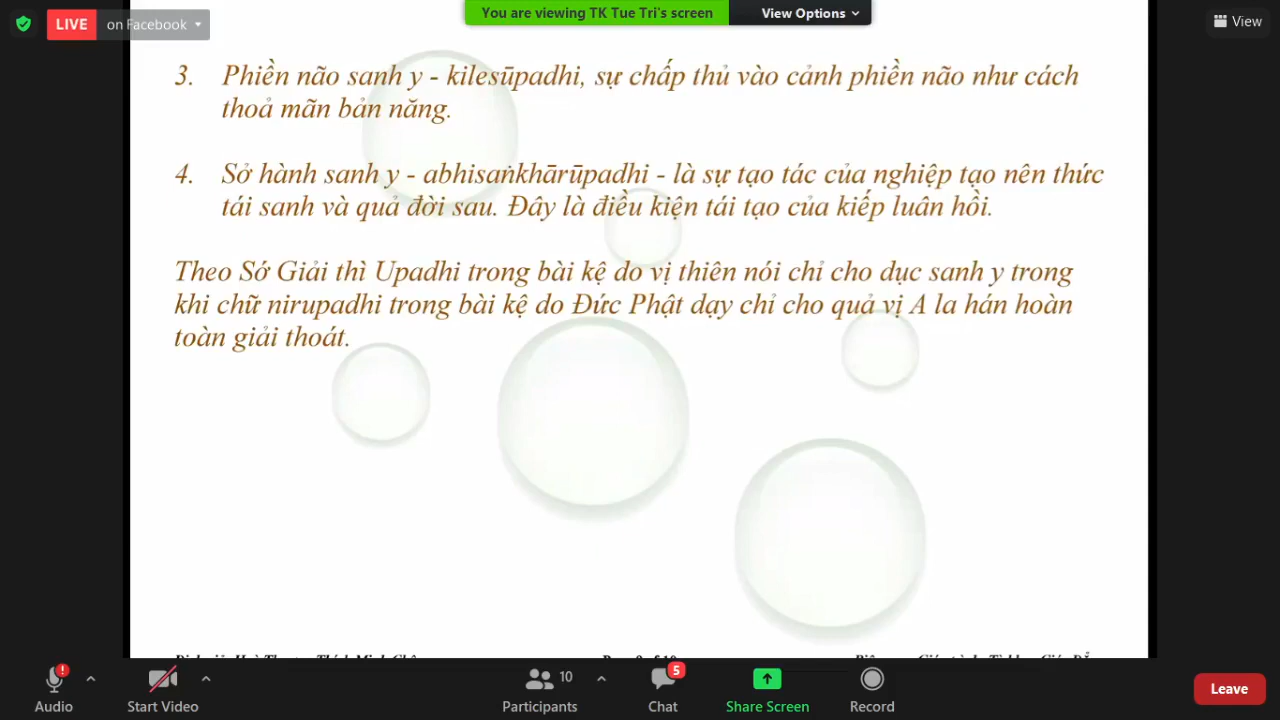 You are viewing TK Tue Tri's screen
View Options
LIVE on Facebook
View
3. Phiền não sanh y - kilesūpadhi, sự chấp thủ vào cảnh phiền não như cách
thoả mãn bản năng.
4. Sở hành sanh y - abhisaṅkhārūpadhi - là sự tạo tác của nghiệp tạo nên thức
tái sanh và quả đời sau. Đây là điều kiện tái tạo của kiếp luân hồi.
Theo Sớ Giải thì Upadhi trong bài kệ do vị thiên nói chỉ cho dục sanh y trong
khi chữ nirupadhi trong bài kệ do Đức Phật dạy chỉ cho quả vị A la hán hoàn
toàn giải thoát.
10
5
Audio
Start Video
Participants
Chat
Share Screen
Record
Leave